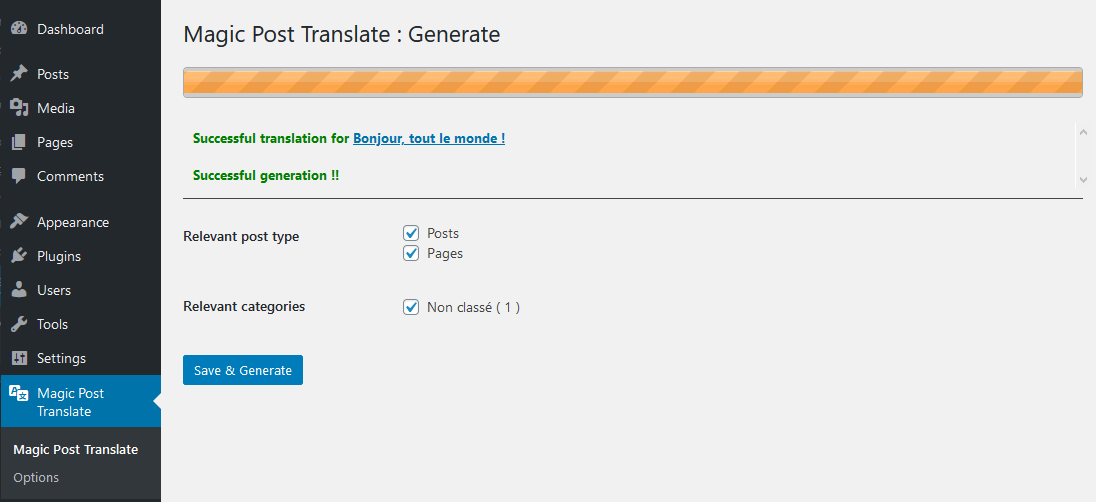 Dashboard
Posts
Media
Pages
Comments
Appearance
Plugins
Users
Tools
Settings
Magic Post
Translate
Magic Post Translate
Options
Magic Post Translate : Generate
Successful translation for Bonjour, tout le monde !
Successful generation !!
Relevant post type
Posts
Pages
Relevant categories
Non classé ( 1 )
Save & Generate